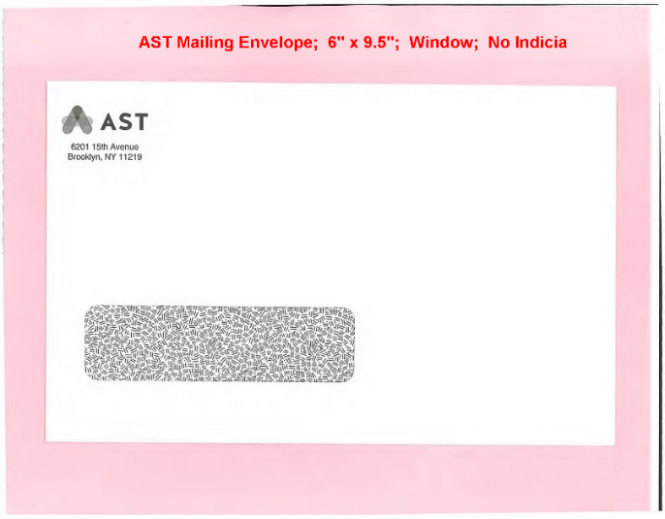 AST Mailing Envelope; 6" x 9.5"; Window; No Indicia
AST
6201 15th Avenue
Brooklyn, NY 11219